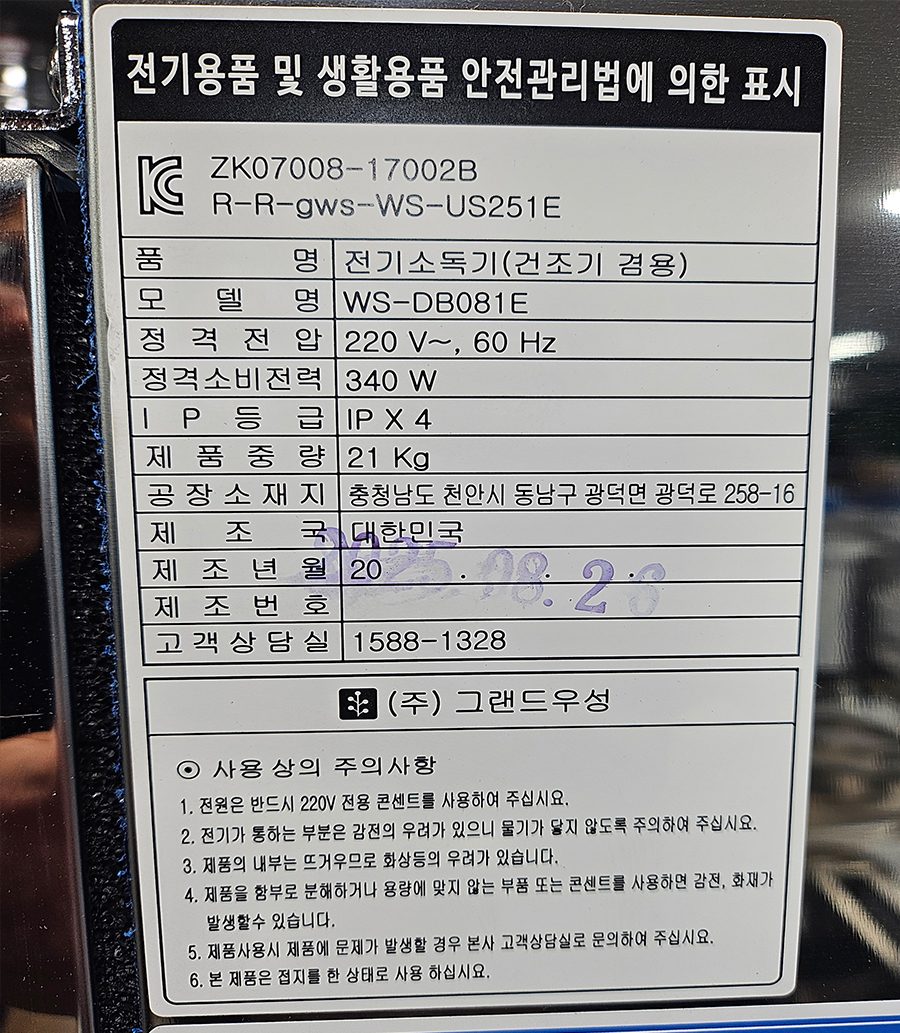 전기용품 및 생활용품 안전관리법에 의한 표시
ZK07008-17002B
R-R-gws-WS-US251E
품 명 전기소독기(건조기 겸용)
모 델 명 WS-DB081E
정 격 전 압 220 V~, 60 Hz
정격소비전력 340 W
I P 등 급 IP X 4
제 품 중 량 21 Kg
공 장 소 재 지 충청남도 천안시 동남구 광덕면 광덕로 258-16
제 조 국 대한민국
제 조 년 월 20 . .
2025.08.26
제 조 번 호
고 객 상 담 실 1588-1328
(주) 그랜드우성
⊙ 사용 상의 주의사항
1. 전원은 반드시 220V 전용 콘센트를 사용하여 주십시요.
2. 전기가 통하는 부분은 감전의 우려가 있으니 물기가 닿지 않도록 주의하여 주십시요.
3. 제품의 내부는 뜨거우므로 화상등의 우려가 있습니다.
4. 제품을 함부로 분해하거나 용량에 맞지 않는 부품 또는 콘센트를 사용하면 감전, 화재가
발생할수 있습니다.
5. 제품사용시 제품에 문제가 발생할 경우 본사 고객상담실로 문의하여 주십시요.
6. 본 제품은 접지를 한 상태로 사용 하십시요.